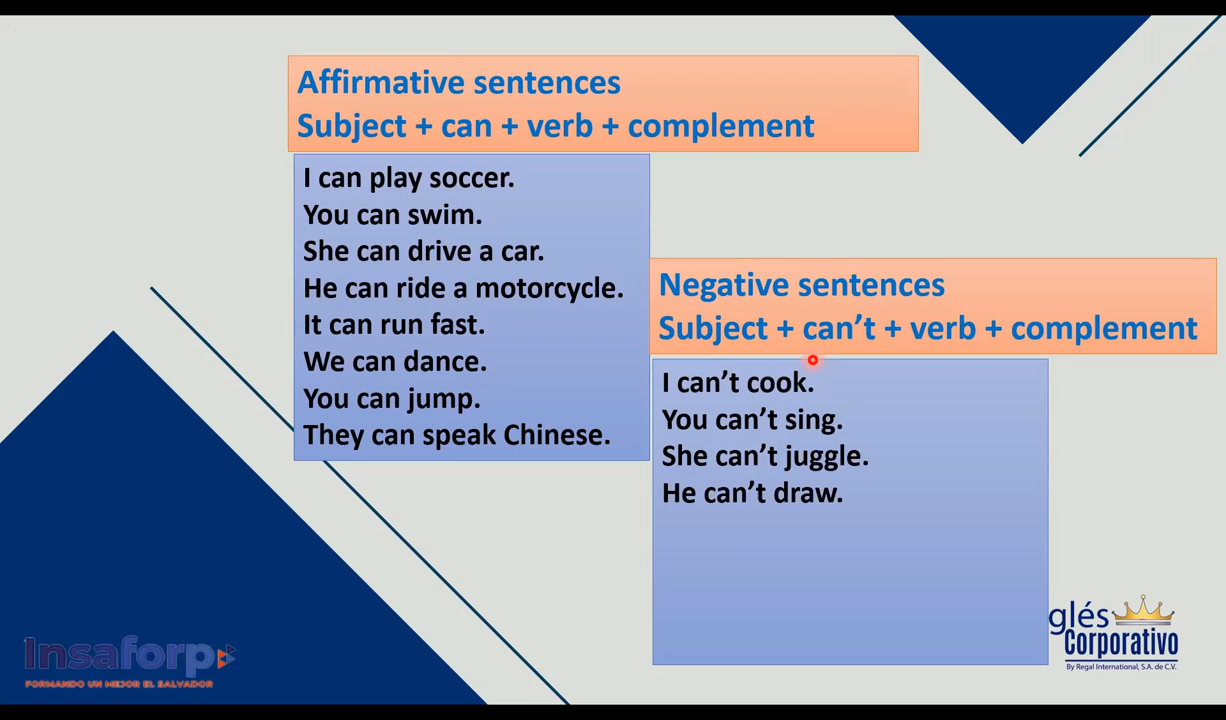 Affirmative sentences
Subject + can + verb + complement
I can play soccer.
You can swim.
She can drive a car.
He can ride a motorcycle.
It can run fast.
We can dance.
You can jump.
They can speak Chinese.
Negative sentences
Subject + can’t + verb + complement
I can’t cook.
You can’t sing.
She can’t juggle.
He can’t draw.
Insaforp
FORMANDO UN MEJOR EL SALVADOR
glés
Corporativo
By Regal International, S.A. de C.V.